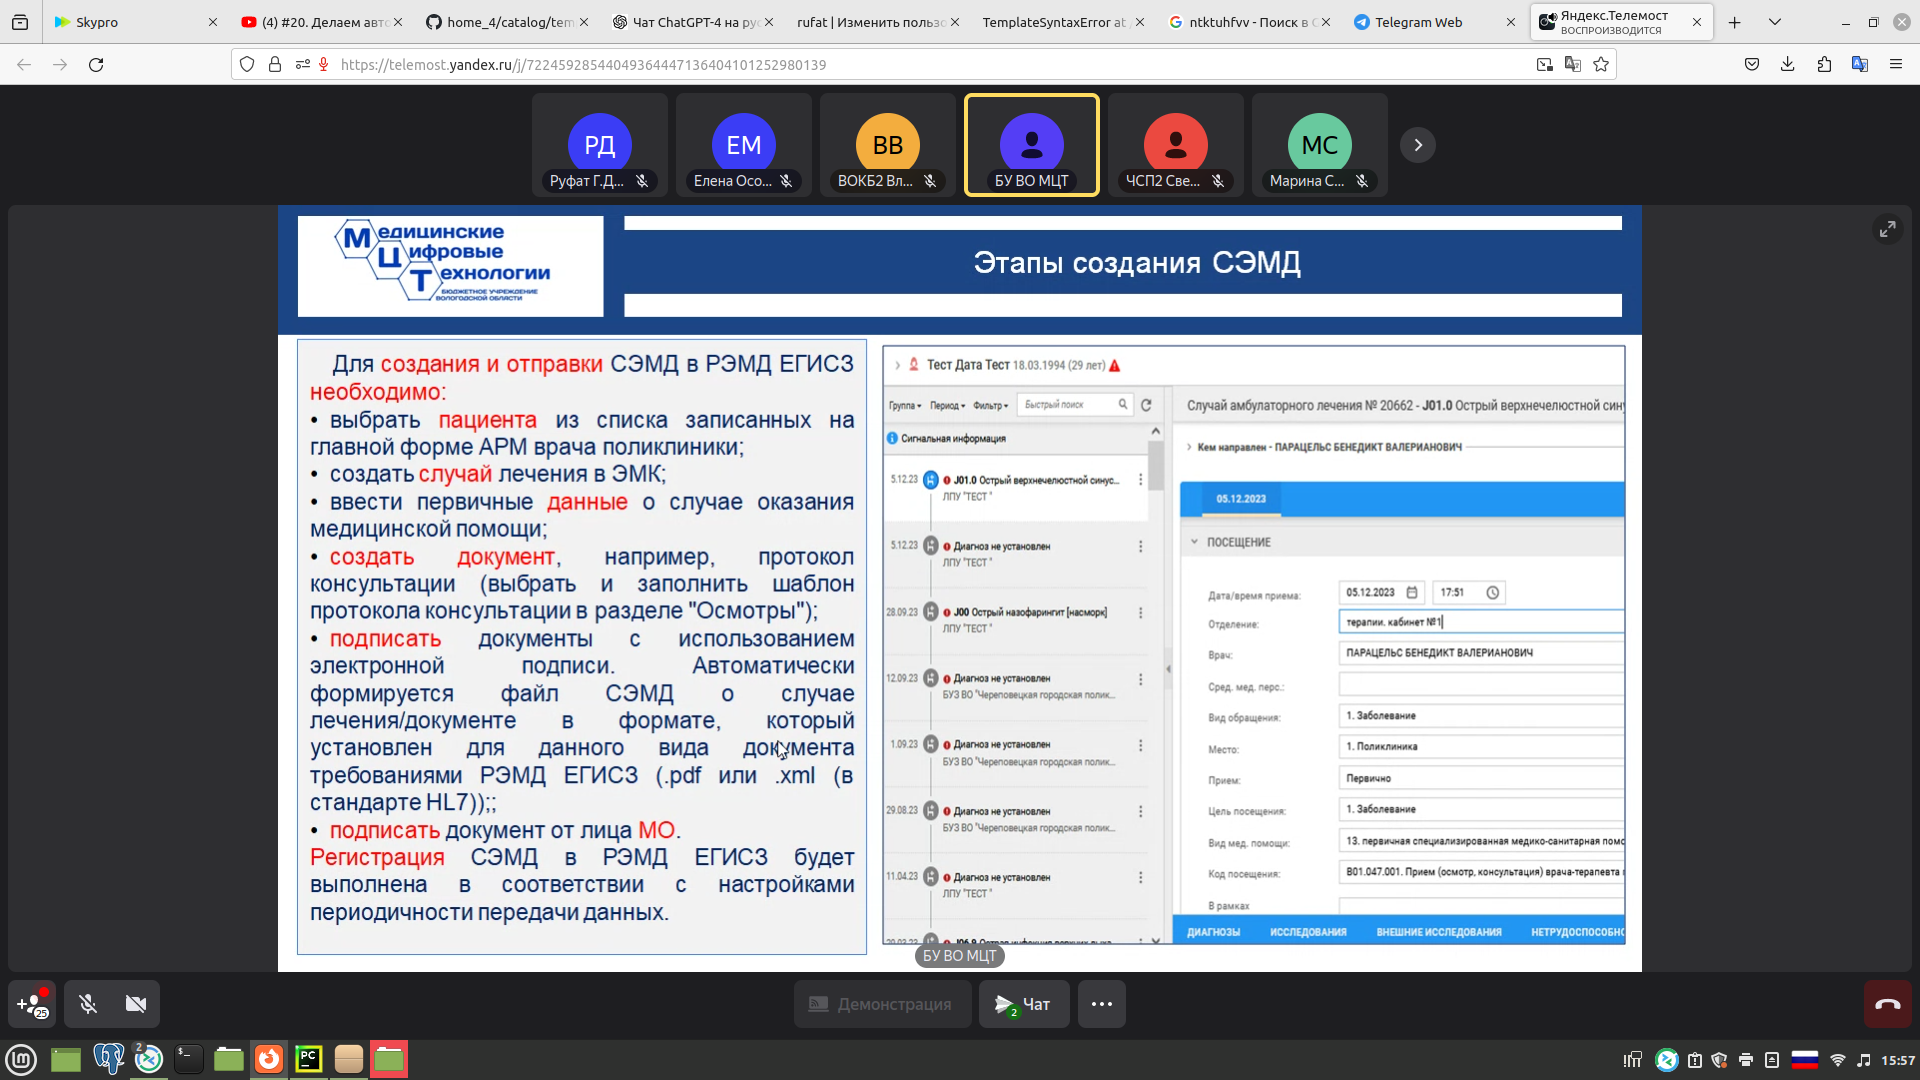 Skypro
(4) #20. Делаем авто
home_4/catalog/tem
Чат ChatGPT-4 на ру
rufat | Изменить пользо
TemplateSyntaxError at
ntktuhfvv - Поиск в
Telegram Web
Яндекс.Телемост
ВОСПРОИЗВОДИТСЯ
https://telemost.yandex.ru/j/72245928544049364447136404101252980139
РД
ЕМ
ВВ
МС
Руфат Г.Д...
Елена Осо...
ВОКБ2 Вл...
БУ ВО МЦТ
ЧСП2 Све...
Марина С...
Медицинские
Цифровые
Технологии
БЮДЖЕТНОЕ УЧРЕЖДЕНИЕ
ВОЛОГОДСКОЙ ОБЛАСТИ
Этапы создания СЭМД
Для создания и отправки СЭМД в РЭМД ЕГИСЗ
необходимо:
• выбрать пациента из списка записанных на
главной форме АРМ врача поликлиники;
• создать случай лечения в ЭМК;
• ввести первичные данные о случае оказания
медицинской помощи;
• создать документ, например, протокол
консультации (выбрать и заполнить шаблон
протокола консультации в разделе "Осмотры");
• подписать документы с использованием
электронной подписи. Автоматически
формируется файл СЭМД о случае
лечения/документе в формате, который
установлен для данного вида документа
требованиями РЭМД ЕГИСЗ (.pdf или .xml (в
стандарте HL7));;
• подписать документ от лица МО.
Регистрация СЭМД в РЭМД ЕГИСЗ будет
выполнена в соответствии с настройками
периодичности передачи данных.
Тест Дата Тест 18.03.1994 (29 лет)
Группа Период Фильтр Быстрый поиск
Сигнальная информация
5.12.23 J01.0 Острый верхнечелюстной синус...
ЛПУ "ТЕСТ "
5.12.23 Диагноз не установлен
ЛПУ "ТЕСТ "
28.09.23 J00 Острый назофарингит [насморк]
ЛПУ "ТЕСТ "
12.09.23 Диагноз не установлен
БУЗ ВО "Череповецкая городская полик...
1.09.23 Диагноз не установлен
БУЗ ВО "Череповецкая городская полик...
29.08.23 Диагноз не установлен
БУЗ ВО "Череповецкая городская полик...
11.04.23 Диагноз не установлен
ЛПУ "ТЕСТ "
Случай амбулаторного лечения № 20662 - J01.0 Острый верхнечелюстной сину
Кем направлен - ПАРАЦЕЛЬС БЕНЕДИКТ ВАЛЕРИАНОВИЧ
05.12.2023
ПОСЕЩЕНИЕ
Дата/время приема: 05.12.2023 17:51
Отделение: терапии. кабинет №1
Врач: ПАРАЦЕЛЬС БЕНЕДИКТ ВАЛЕРИАНОВИЧ
Сред. мед. перс.:
Вид обращения: 1. Заболевание
Место: 1. Поликлиника
Прием: Первично
Цель посещения: 1. Заболевание
Вид мед. помощи: 13. первичная специализированная медико-санитарная помо
Код посещения: B01.047.001. Прием (осмотр, консультация) врача-терапевта
В рамках
ДИАГНОЗЫ ИССЛЕДОВАНИЯ ВНЕШНИЕ ИССЛЕДОВАНИЯ НЕТРУДОСПОСОБНО
БУ ВО МЦТ
25
Демонстрация
2
Чат
2
PC
15:57